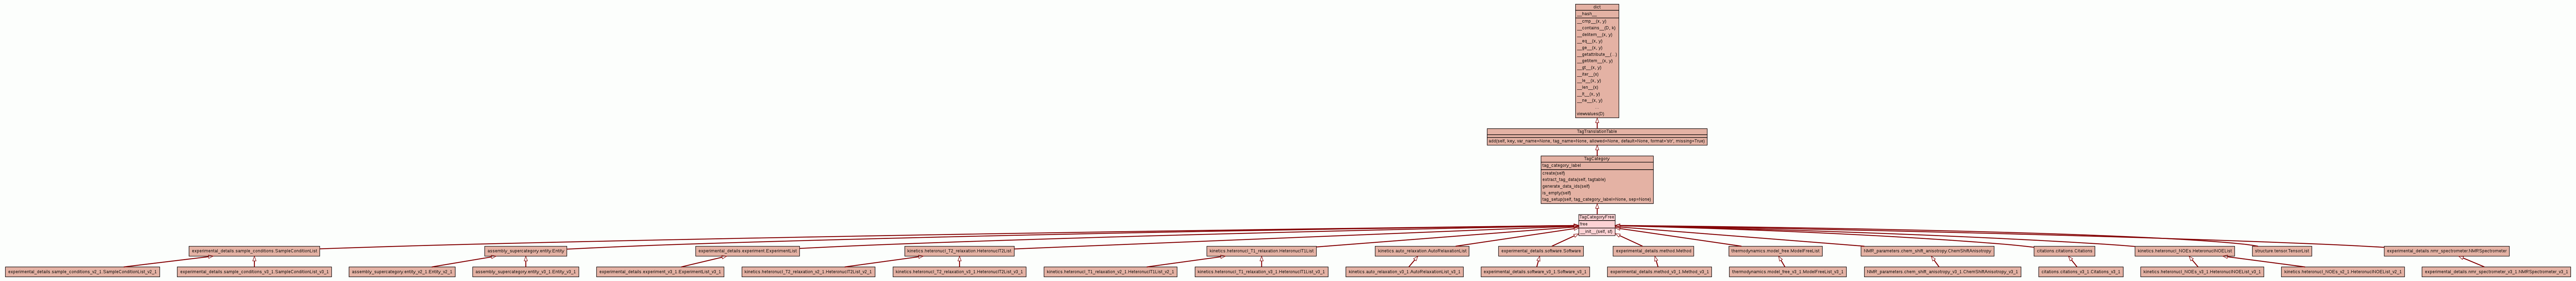 dict
__hash__
__cmp__(x, y)
__contains__(D, k)
__delitem__(x, y)
__eq__(x, y)
__ge__(x, y)
__getattribute__(...)
__getitem__(x, y)
__gt__(x, y)
__iter__(x)
__le__(x, y)
__len__(x)
__lt__(x, y)
__ne__(x, y)
...
viewvalues(D)
TagTranslationTable
add(self, key, var_name=None, tag_name=None, allowed=None, default=None, format='str', missing=True)
TagCategory
tag_category_label
create(self)
extract_tag_data(self, tagtable)
generate_data_ids(self)
is_empty(self)
tag_setup(self, tag_category_label=None, sep=None)
TagCategoryFree
free
__init__(self, sf)
experimental_details.sample_conditions.SampleConditionList
assembly_supercategory.entity.Entity
experimental_details.experiment.ExperimentList
kinetics.heteronucl_T2_relaxation.HeteronuclT2List
kinetics.heteronucl_T1_relaxation.HeteronuclT1List
kinetics.auto_relaxation.AutoRelaxationList
experimental_details.software.Software
experimental_details.method.Method
thermodynamics.model_free.ModelFreeList
NMR_parameters.chem_shift_anisotropy.ChemShiftAnisotropy
citations.citations.Citations
kinetics.heteronucl_NOEs.HeteronuclNOEList
structure.tensor.TensorList
experimental_details.nmr_spectrometer.NMRSpectrometer
experimental_details.sample_conditions_v2_1.SampleConditionList_v2_1
experimental_details.sample_conditions_v3_1.SampleConditionList_v3_1
assembly_supercategory.entity_v2_1.Entity_v2_1
assembly_supercategory.entity_v3_1.Entity_v3_1
experimental_details.experiment_v3_1.ExperimentList_v3_1
kinetics.heteronucl_T2_relaxation_v2_1.HeteronuclT2List_v2_1
kinetics.heteronucl_T2_relaxation_v3_1.HeteronuclT2List_v3_1
kinetics.heteronucl_T1_relaxation_v2_1.HeteronuclT1List_v2_1
kinetics.heteronucl_T1_relaxation_v3_1.HeteronuclT1List_v3_1
kinetics.auto_relaxation_v3_1.AutoRelaxationList_v3_1
experimental_details.software_v3_1.Software_v3_1
experimental_details.method_v3_1.Method_v3_1
thermodynamics.model_free_v3_1.ModelFreeList_v3_1
NMR_parameters.chem_shift_anisotropy_v3_1.ChemShiftAnisotropy_v3_1
citations.citations_v3_1.Citations_v3_1
kinetics.heteronucl_NOEs_v3_1.HeteronuclNOEList_v3_1
kinetics.heteronucl_NOEs_v2_1.HeteronuclNOEList_v2_1
experimental_details.nmr_spectrometer_v3_1.NMRSpectrometer_v3_1